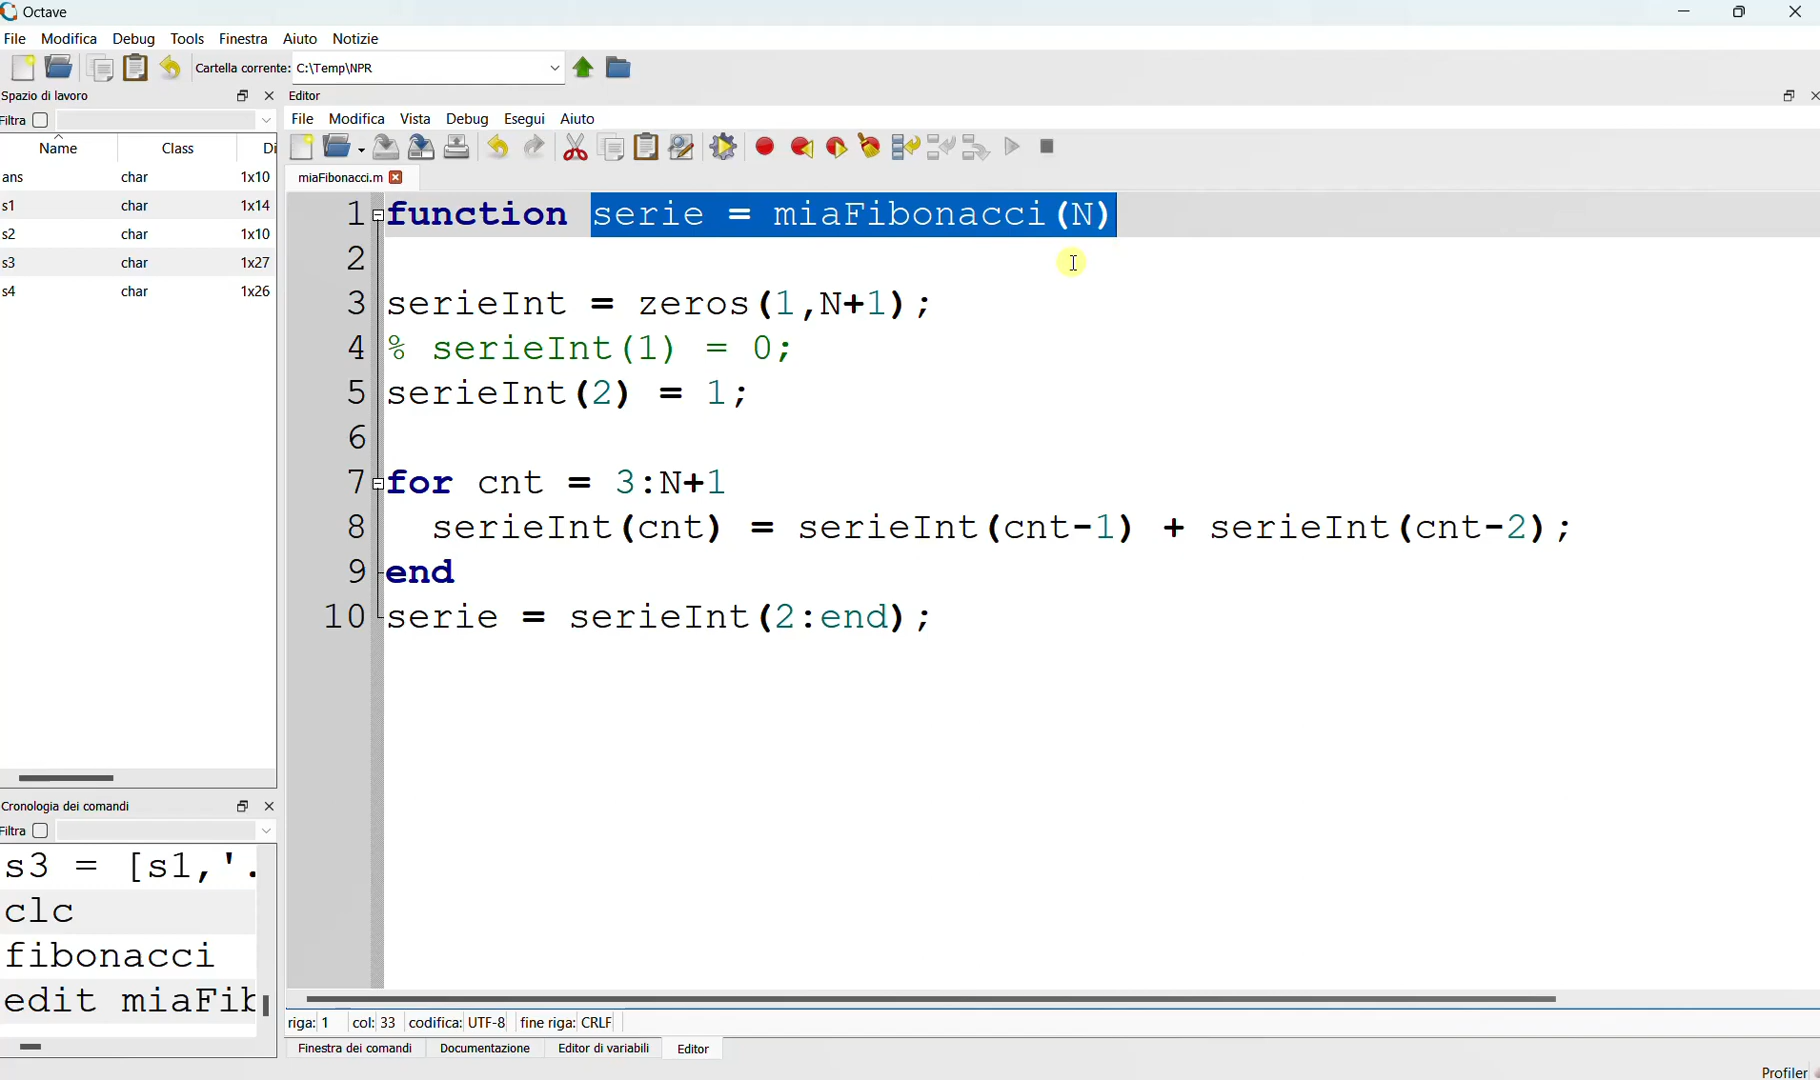 Octave
File Modifica Debug Tools Finestra Aiuto Notizie
Cartella corrente: C:\Temp\NPR
Spazio di lavoro
Filtra
Name Class Di
ans char 1x10
s1 char 1x14
s2 char 1x10
s3 char 1x27
s4 char 1x26
Cronologia dei comandi
Filtra
s3 = [s1,'.
clc
fibonacci
edit miaFib
Editor
File Modifica Vista Debug Esegui Aiuto
miaFibonacci.m
1 function serie = miaFibonacci(N)
2
3 serieInt = zeros(1,N+1);
4 % serieInt(1) = 0;
5 serieInt(2) = 1;
6
7 for cnt = 3:N+1
8 serieInt(cnt) = serieInt(cnt-1) + serieInt(cnt-2);
9 end
10 serie = serieInt(2:end);
riga: 1 col: 33 codifica: UTF-8 fine riga: CRLF
Finestra dei comandi Documentazione Editor di variabili Editor
Profiler